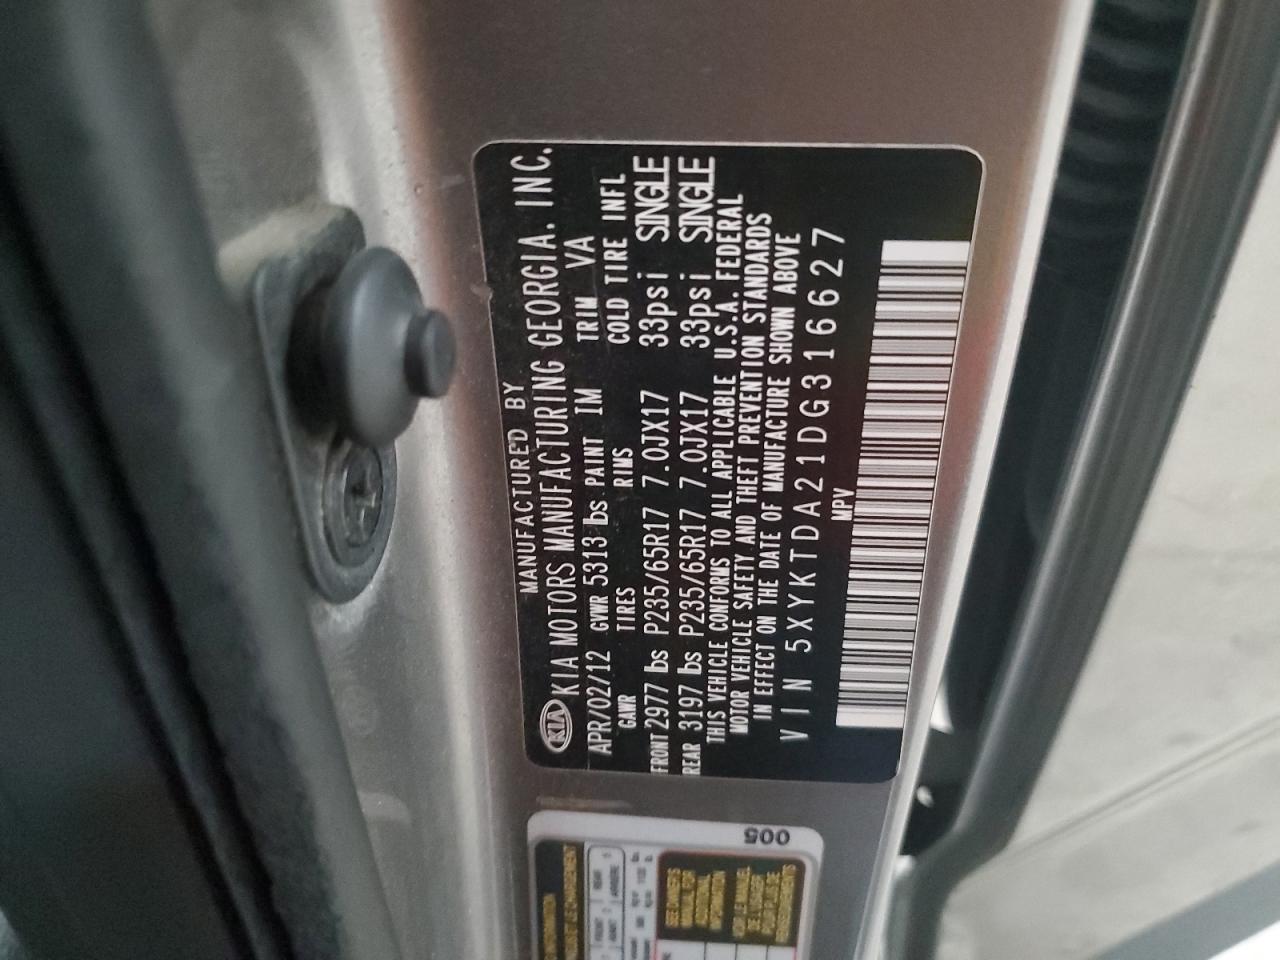 MANUFACTURED BY
KIA KIA MOTORS MANUFACTURING GEORGIA. INC.
APR/02/12 GWR 5313 lbs PAINT IM TRIM VA
GAWR TIRES RIMS COLD TIRE INFL
FRONT 2977 lbs P235/65R17 7.0JX17 33psi SINGLE
REAR 3197 lbs P235/65R17 7.0JX17 33psi SINGLE
THIS VEHICLE CONFORMS TO ALL APPLICABLE U.S.A. FEDERAL
MOTOR VEHICLE SAFETY AND THEFT PREVENTION STANDARDS
IN EFFECT ON THE DATE OF MANUFACTURE SHOWN ABOVE
VIN 5XYKTDA21DG316627
MPV
005